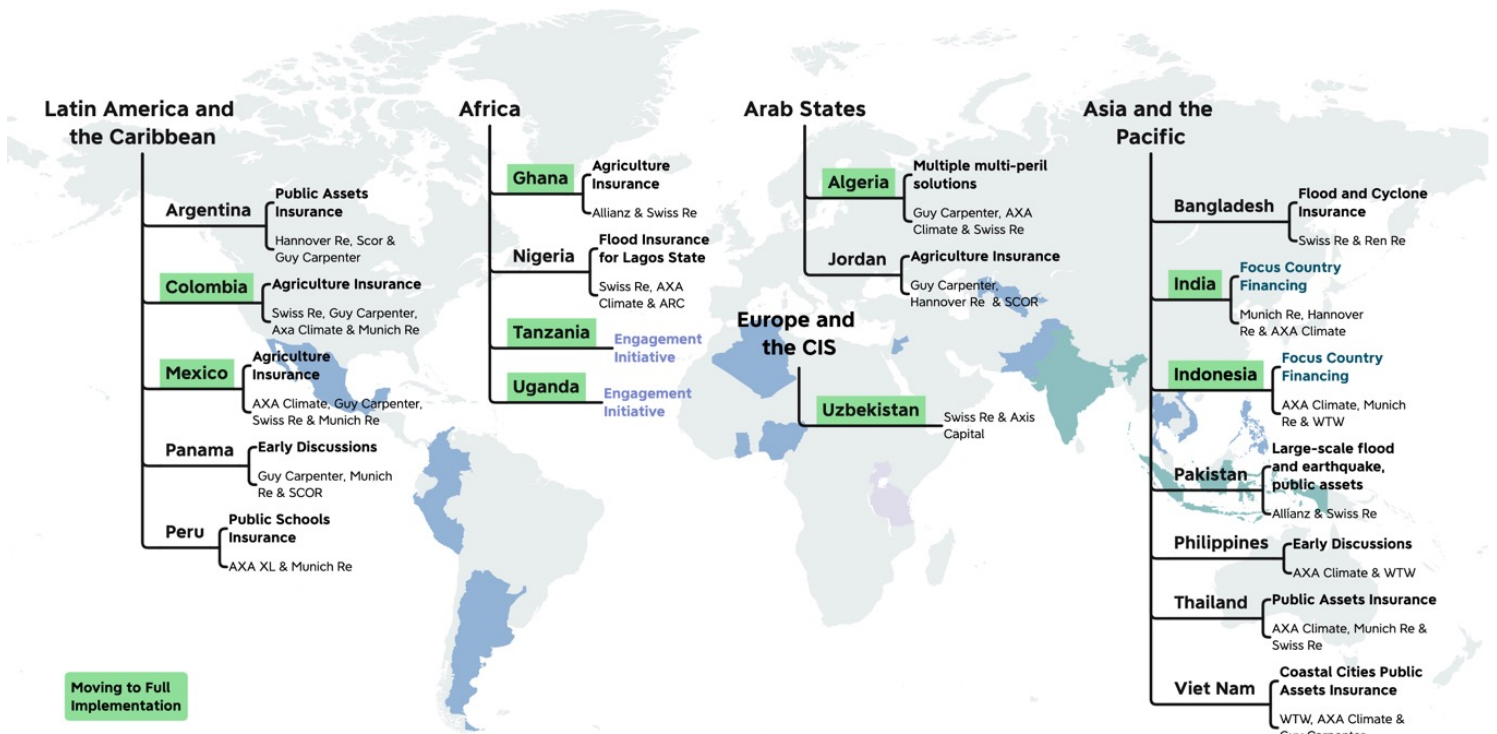 Latin America and
the Caribbean
Argentina
Public Assets
Insurance
Hannover Re, Scor &
Guy Carpenter
Colombia
Agriculture Insurance
Swiss Re, Guy Carpenter,
Axa Climate & Munich Re
Mexico
Agriculture
Insurance
AXA Climate, Guy Carpenter,
Swiss Re & Munich Re
Panama
Early Discussions
Guy Carpenter, Munich
Re & SCOR
Peru
Public Schools
Insurance
AXA XL & Munich Re
Moving to Full
Implementation
Africa
Ghana
Agriculture
Insurance
Allianz & Swiss Re
Nigeria
Flood Insurance
for Lagos State
Swiss Re, AXA
Climate & ARC
Tanzania
Engagement
Initiative
Uganda
Engagement
Initiative
Arab States
Algeria
Multiple multi-peril
solutions
Guy Carpenter, AXA
Climate & Swiss Re
Jordan
Agriculture Insurance
Guy Carpenter,
Hannover Re & SCOR
Europe and
the CIS
Uzbekistan
Swiss Re & Axis
Capital
Asia and the
Pacific
Bangladesh
Flood and Cyclone
Insurance
Swiss Re & Ren Re
India
Focus Country
Financing
Munich Re, Hannover
Re & AXA Climate
Indonesia
Focus Country
Financing
AXA Climate, Munich
Re & WTW
Pakistan
Large-scale flood
and earthquake,
public assets
Allianz & Swiss Re
Philippines
Early Discussions
AXA Climate & WTW
Thailand
Public Assets Insurance
AXA Climate, Munich Re &
Swiss Re
Viet Nam
Coastal Cities Public
Assets Insurance
WTW, AXA Climate &